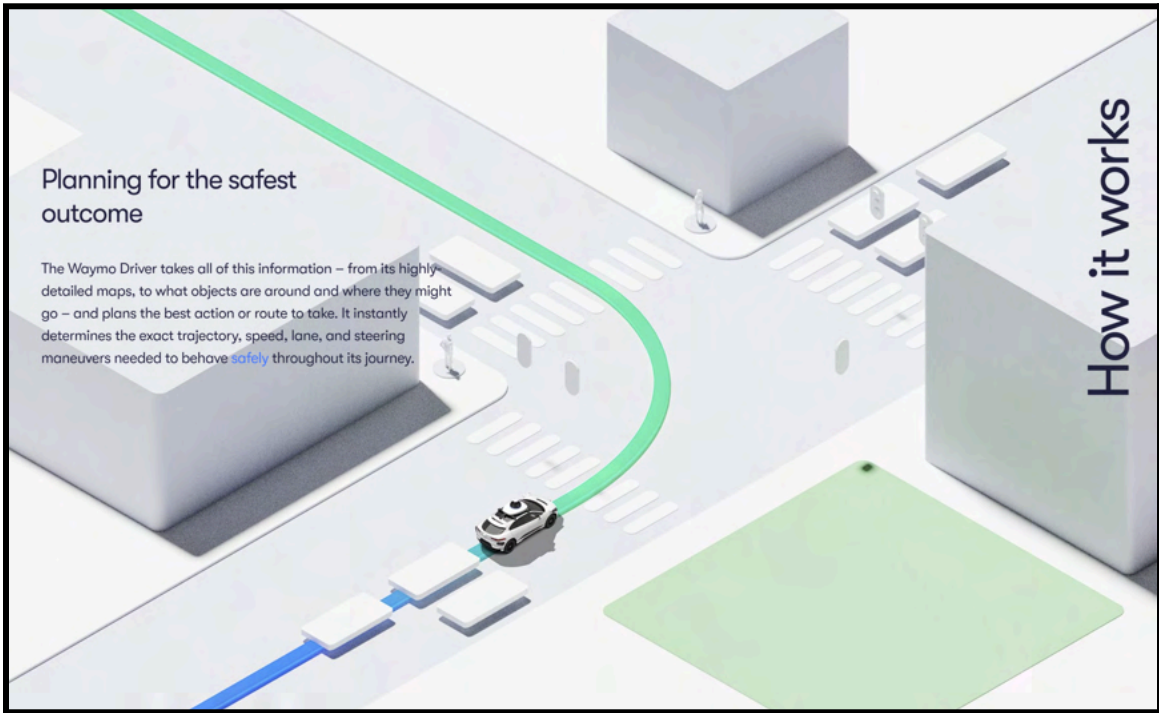 Planning for the safest
outcome
The Waymo Driver takes all of this information – from its highly-
detailed maps, to what objects are around and where they might
go – and plans the best action or route to take. It instantly
determines the exact trajectory, speed, lane, and steering
maneuvers needed to behave safely throughout its journey.
How it works